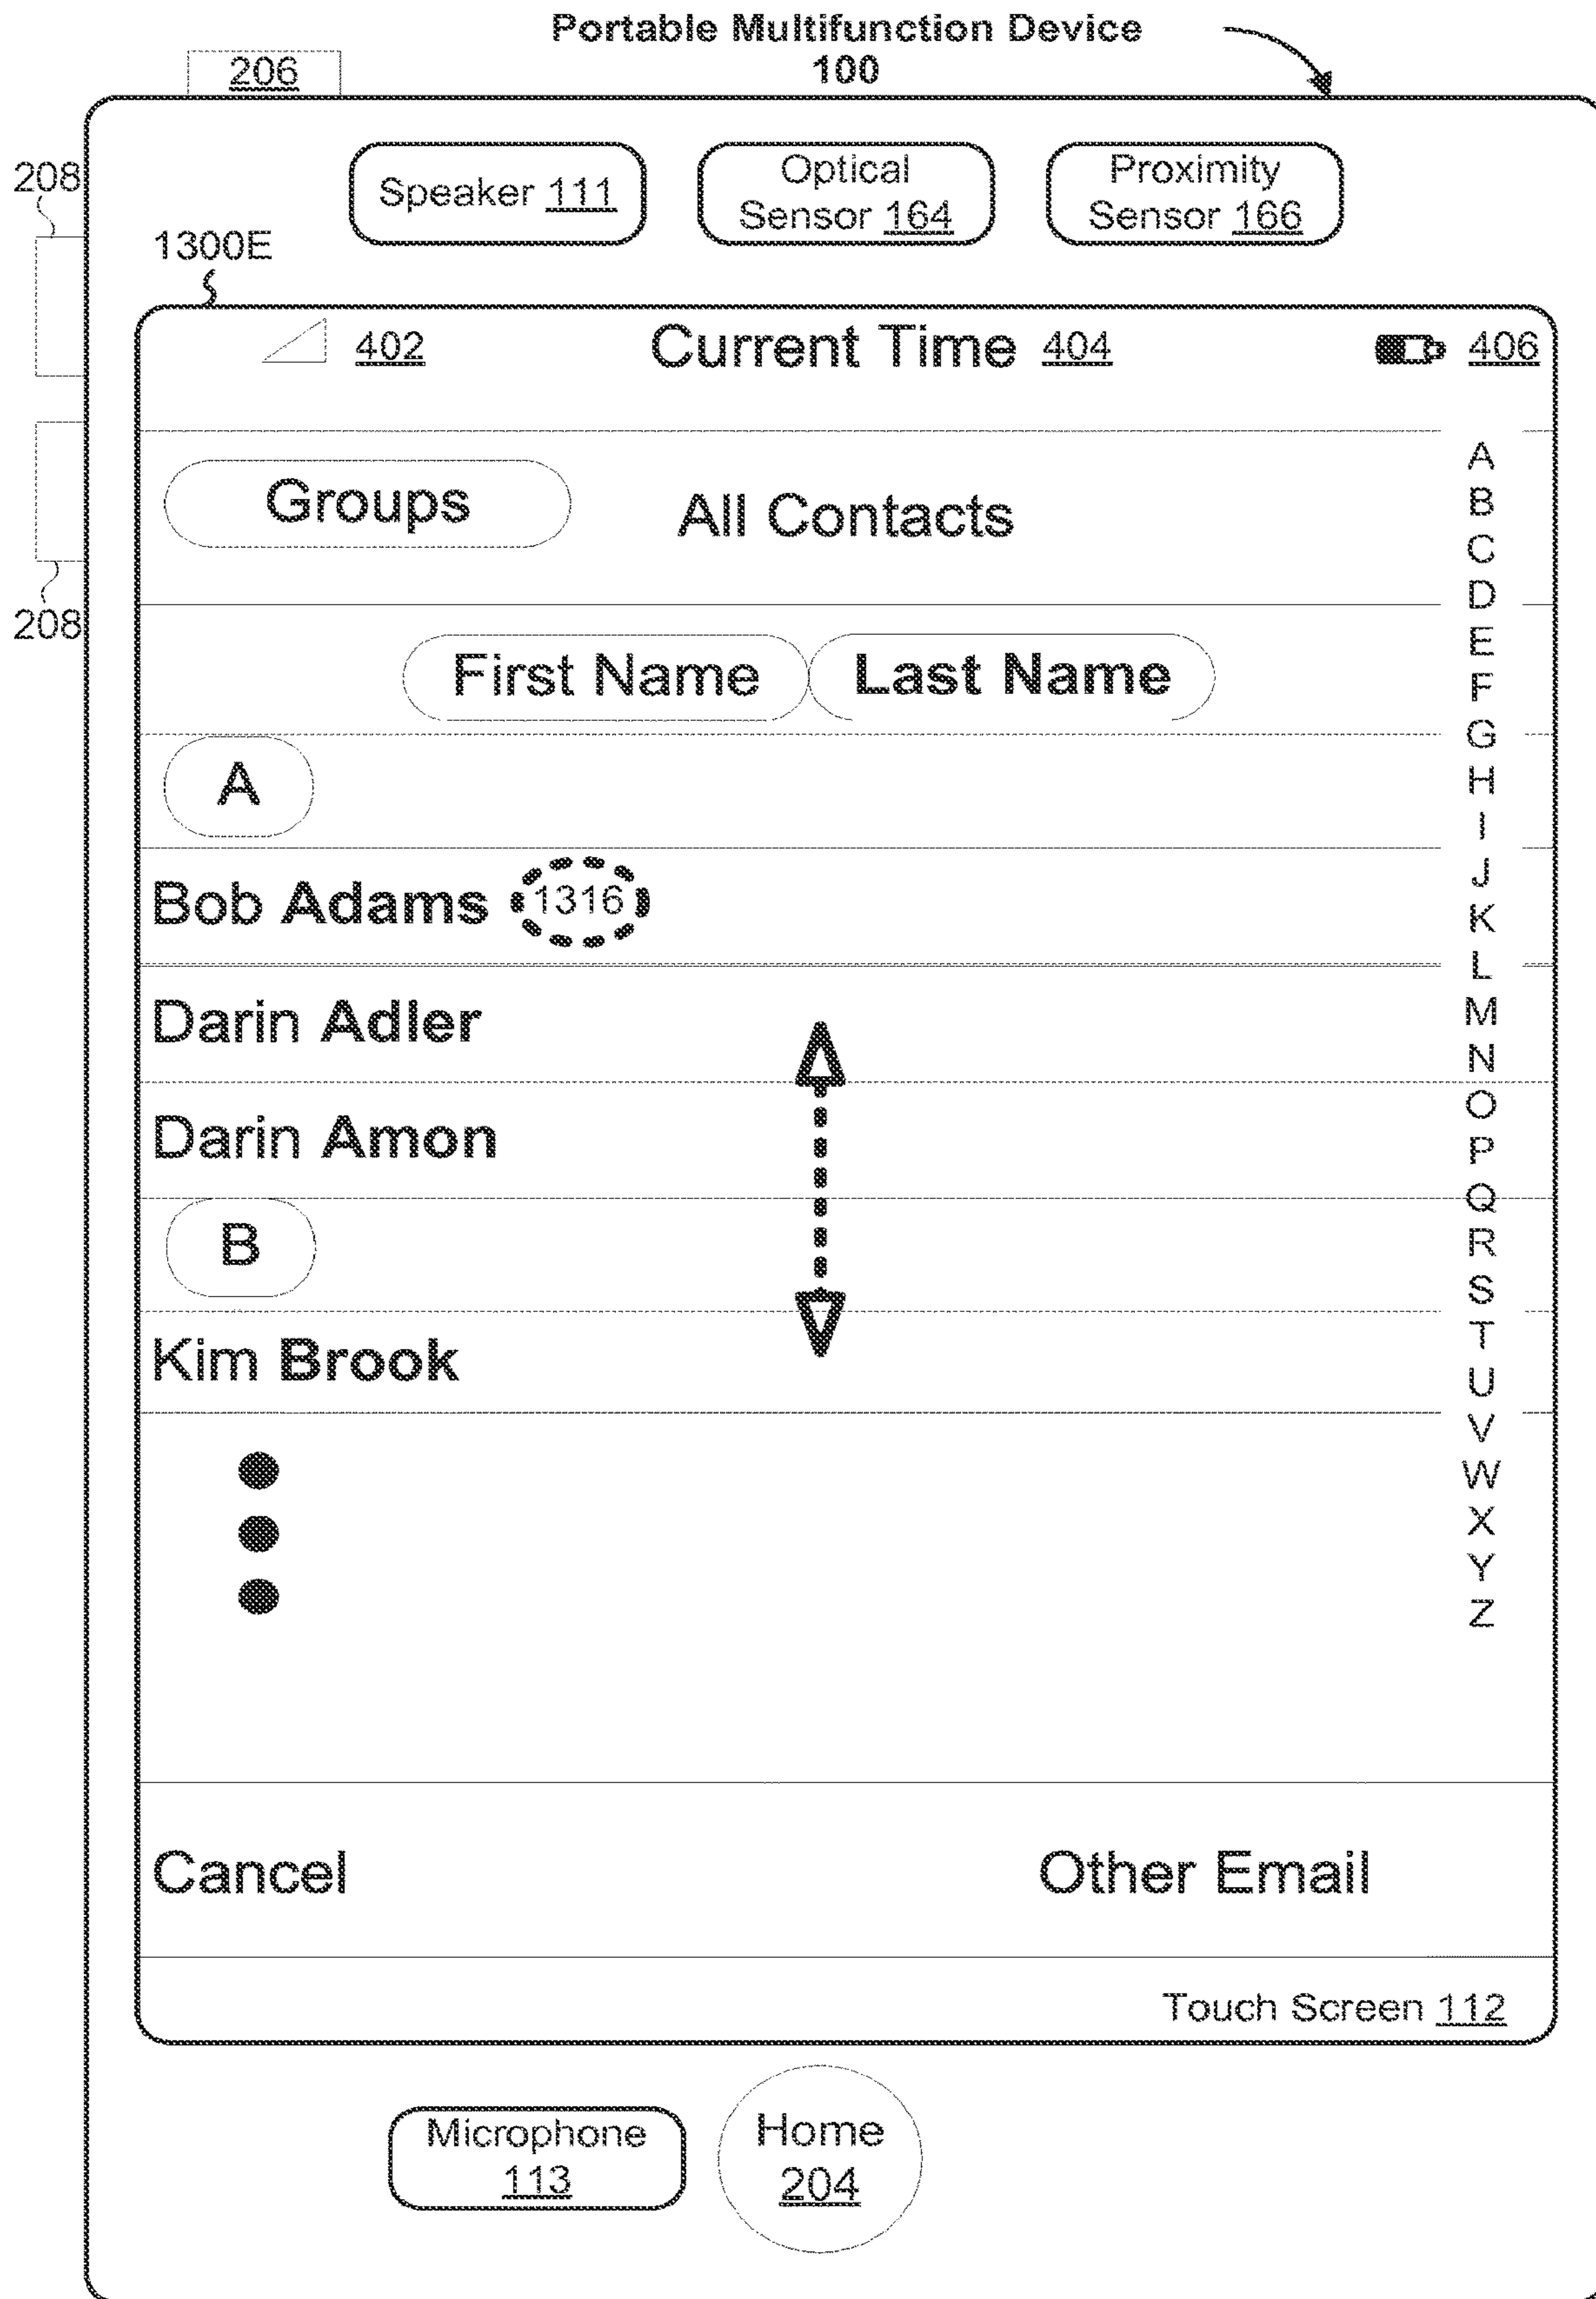 Portable Multifunction Device
100
206
208
Speaker 111
Optical
Sensor 164
Proximity
Sensor 166
1300E
402
Current Time 404
406
Groups
All Contacts
208
First Name
Last Name
A
Bob Adams 1316
Darin Adler
Darin Amon
B
Kim Brook
A
B
C
D
E
F
G
H
I
J
K
L
M
N
O
P
Q
R
S
T
U
V
W
X
Y
Z
Cancel
Other Email
Touch Screen 112
Microphone
113
Home
204